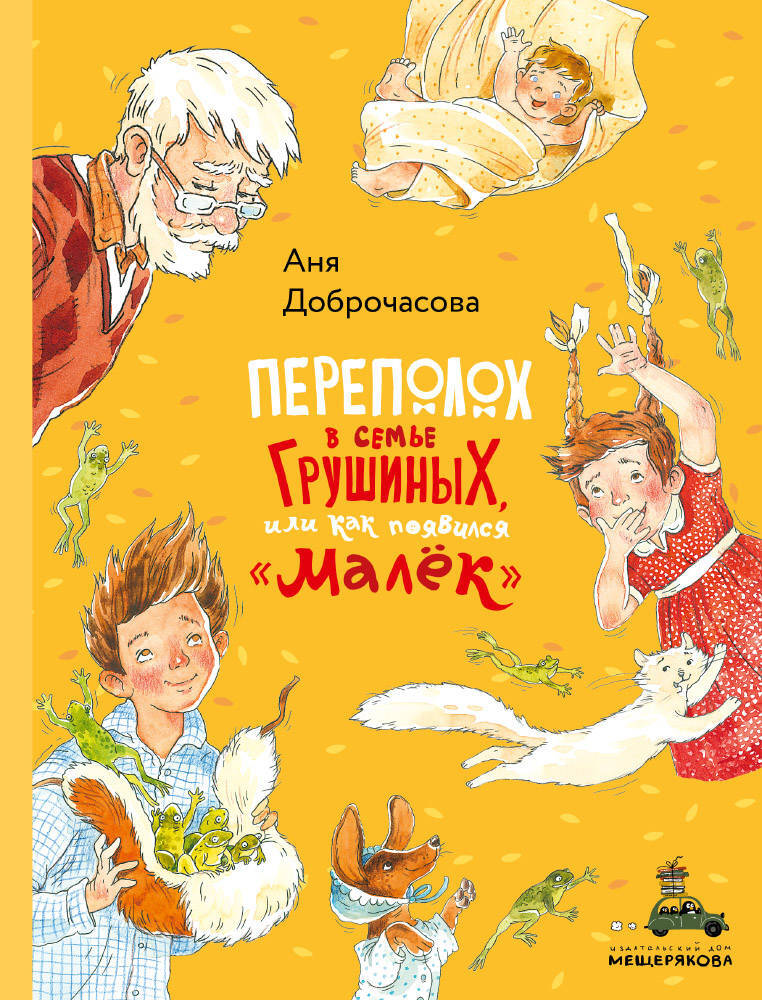 Аня
Доброчасова
ПЕРЕПОЛОХ
В СЕМЬЕ
ГРУШИНЫХ,
или как появился
«Малёк»
ИЗДАТЕЛЬСКИЙ ДОМ
МЕЩЕРЯКОВА